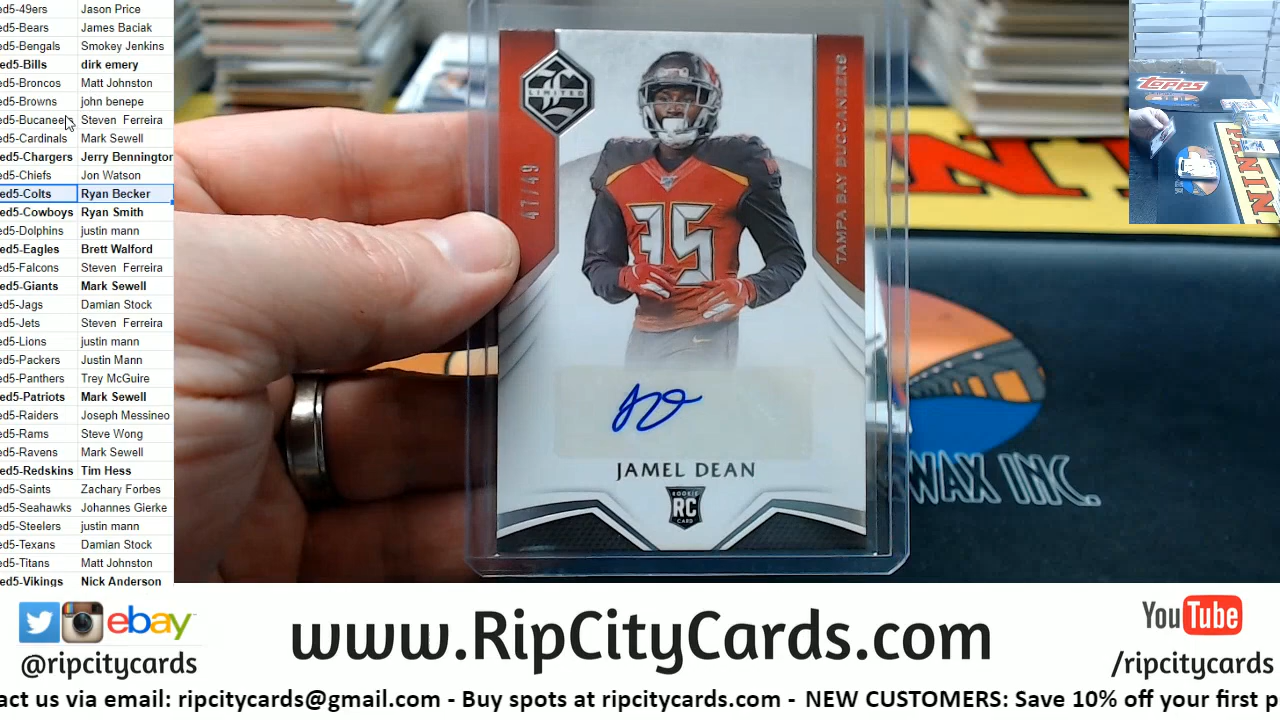 ed5-49ers Jason Price
ed5-Bears James Baciak
ed5-Bengals Smokey Jenkins
ed5-Bills dirk emery
ed5-Broncos Matt Johnston
ed5-Browns john benepe
ed5-Bucanee Steven Ferreira
ed5-Cardinals Mark Sewell
ed5-Chargers Jerry Bennington
ed5-Chiefs Jon Watson
ed5-Colts Ryan Becker
ed5-Cowboys Ryan Smith
ed5-Dolphins justin mann
ed5-Eagles Brett Walford
ed5-Falcons Steven Ferreira
ed5-Giants Mark Sewell
ed5-Jags Damian Stock
ed5-Jets Steven Ferreira
ed5-Lions justin mann
ed5-Packers Justin Mann
ed5-Panthers Trey McGuire
ed5-Patriots Mark Sewell
ed5-Raiders Joseph Messineo
ed5-Rams Steve Wong
ed5-Ravens Mark Sewell
ed5-Redskins Tim Hess
ed5-Saints Zachary Forbes
ed5-Seahawks Johannes Gierke
ed5-Steelers justin mann
ed5-Texans Damian Stock
ed5-Titans Matt Johnston
ed5-Vikings Nick Anderson
LIMITED
47/49
TAMPA BAY BUCCANEERS
35
JAMEL DEAN
ROOKIE
RC
CARD
WAX INC.
Topps
PANINI
ebay
@ripcitycards
www.RipCityCards.com
YouTube
/ripcitycards
act us via email: ripcitycards@gmail.com - Buy spots at ripcitycards.com - NEW CUSTOMERS: Save 10% off your first p